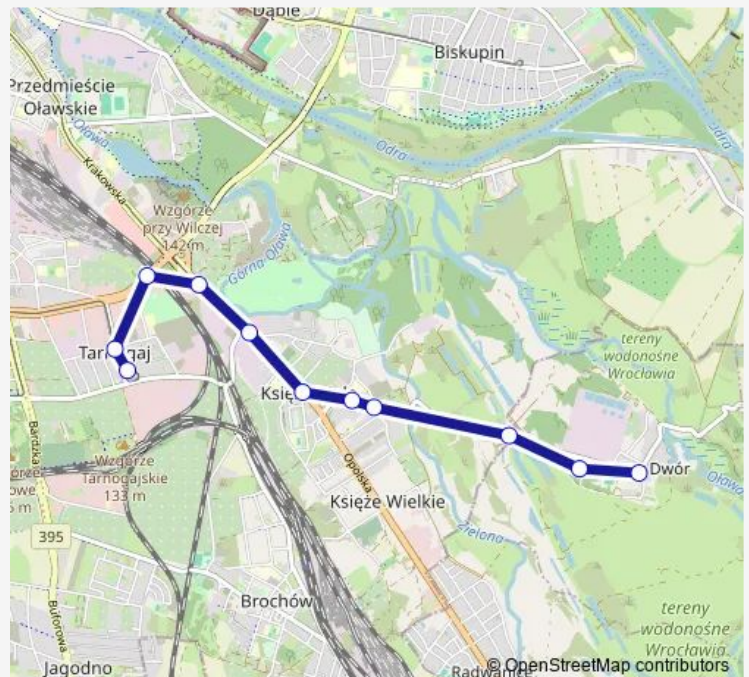 Dąbie
Biskupin
Przedmieście
Oławskie
Oława
Odra
Odra
Krakowska
Wzgórze
przy Wilczej
142 m
Górna Oława
tereny
wodonośne
Wrocławia
Opolska
Dwór
Bardzka
Wzgórze
Tarnogajskie
133 m
Księże Wielkie
Oława
395
Zielona
Brochów
Buforowa
tereny
wodonośne
Jagodno
© OpenStreetMap contributors